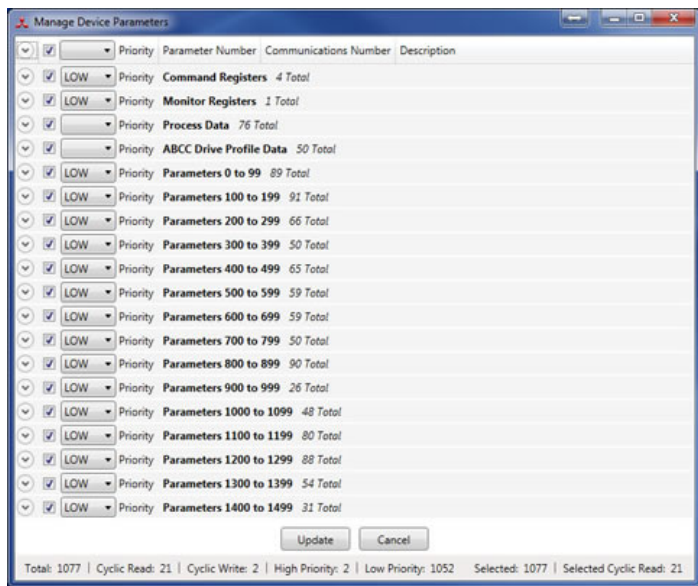 Manage Device Parameters
Priority Parameter Number Communications Number Description
LOW Priority Command Registers 4 Total
LOW Priority Monitor Registers 1 Total
Priority Process Data 76 Total
Priority ABCC Drive Profile Data 50 Total
LOW Priority Parameters 0 to 99 89 Total
LOW Priority Parameters 100 to 199 91 Total
LOW Priority Parameters 200 to 299 66 Total
LOW Priority Parameters 300 to 399 50 Total
LOW Priority Parameters 400 to 499 65 Total
LOW Priority Parameters 500 to 599 59 Total
LOW Priority Parameters 600 to 699 59 Total
LOW Priority Parameters 700 to 799 50 Total
LOW Priority Parameters 800 to 899 90 Total
LOW Priority Parameters 900 to 999 26 Total
LOW Priority Parameters 1000 to 1099 48 Total
LOW Priority Parameters 1100 to 1199 80 Total
LOW Priority Parameters 1200 to 1299 88 Total
LOW Priority Parameters 1300 to 1399 54 Total
LOW Priority Parameters 1400 to 1499 31 Total
Update Cancel
Total: 1077 | Cyclic Read: 21 | Cyclic Write: 2 | High Priority: 2 | Low Priority: 1052 Selected: 1077 | Selected Cyclic Read: 21